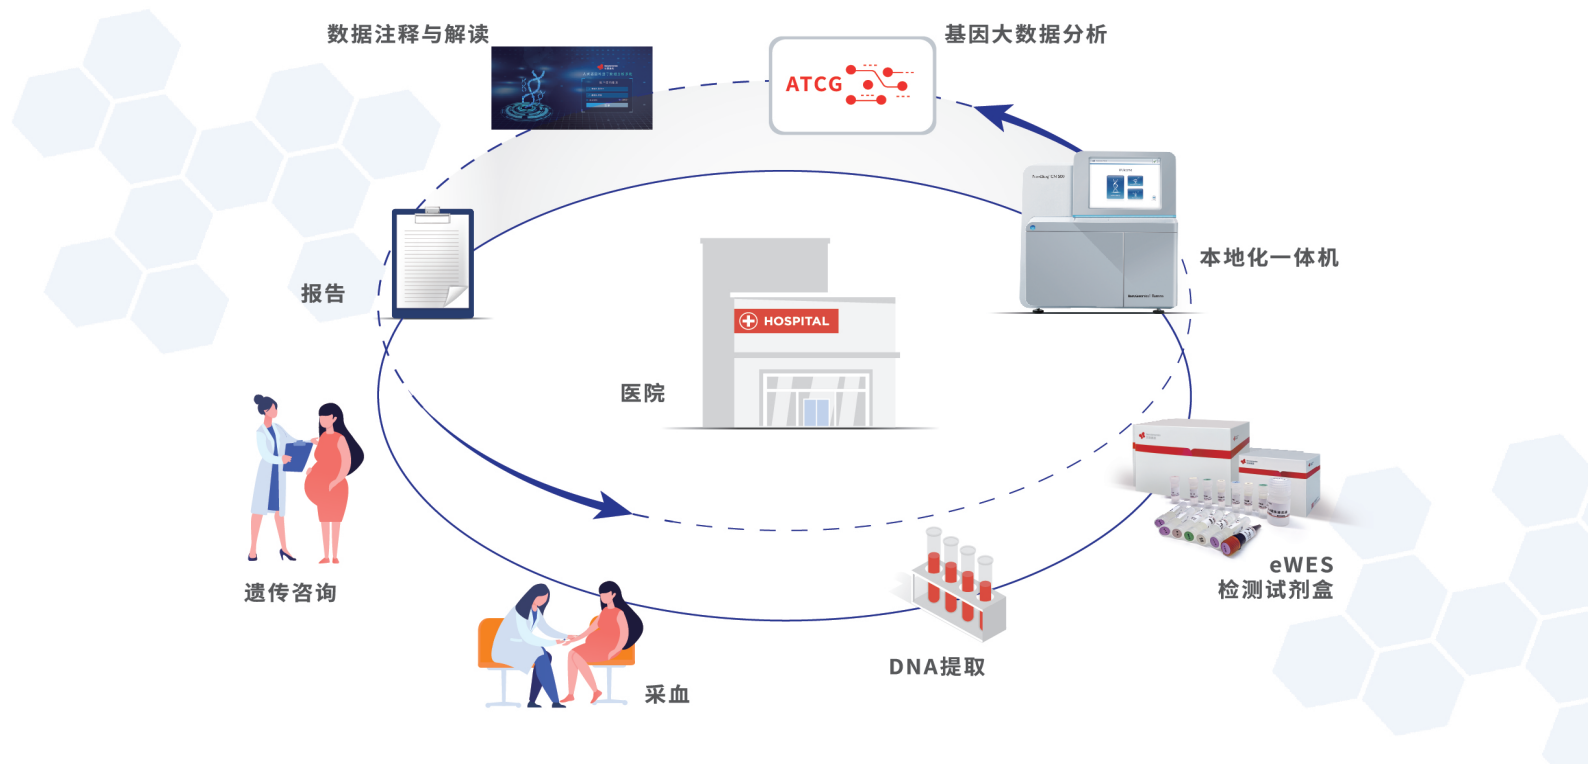 数据注释与解读
基因大数据分析
ATCG
本地化一体机
报告
HOSPITAL
医院
eWES
检测试剂盒
遗传咨询
DNA提取
采血